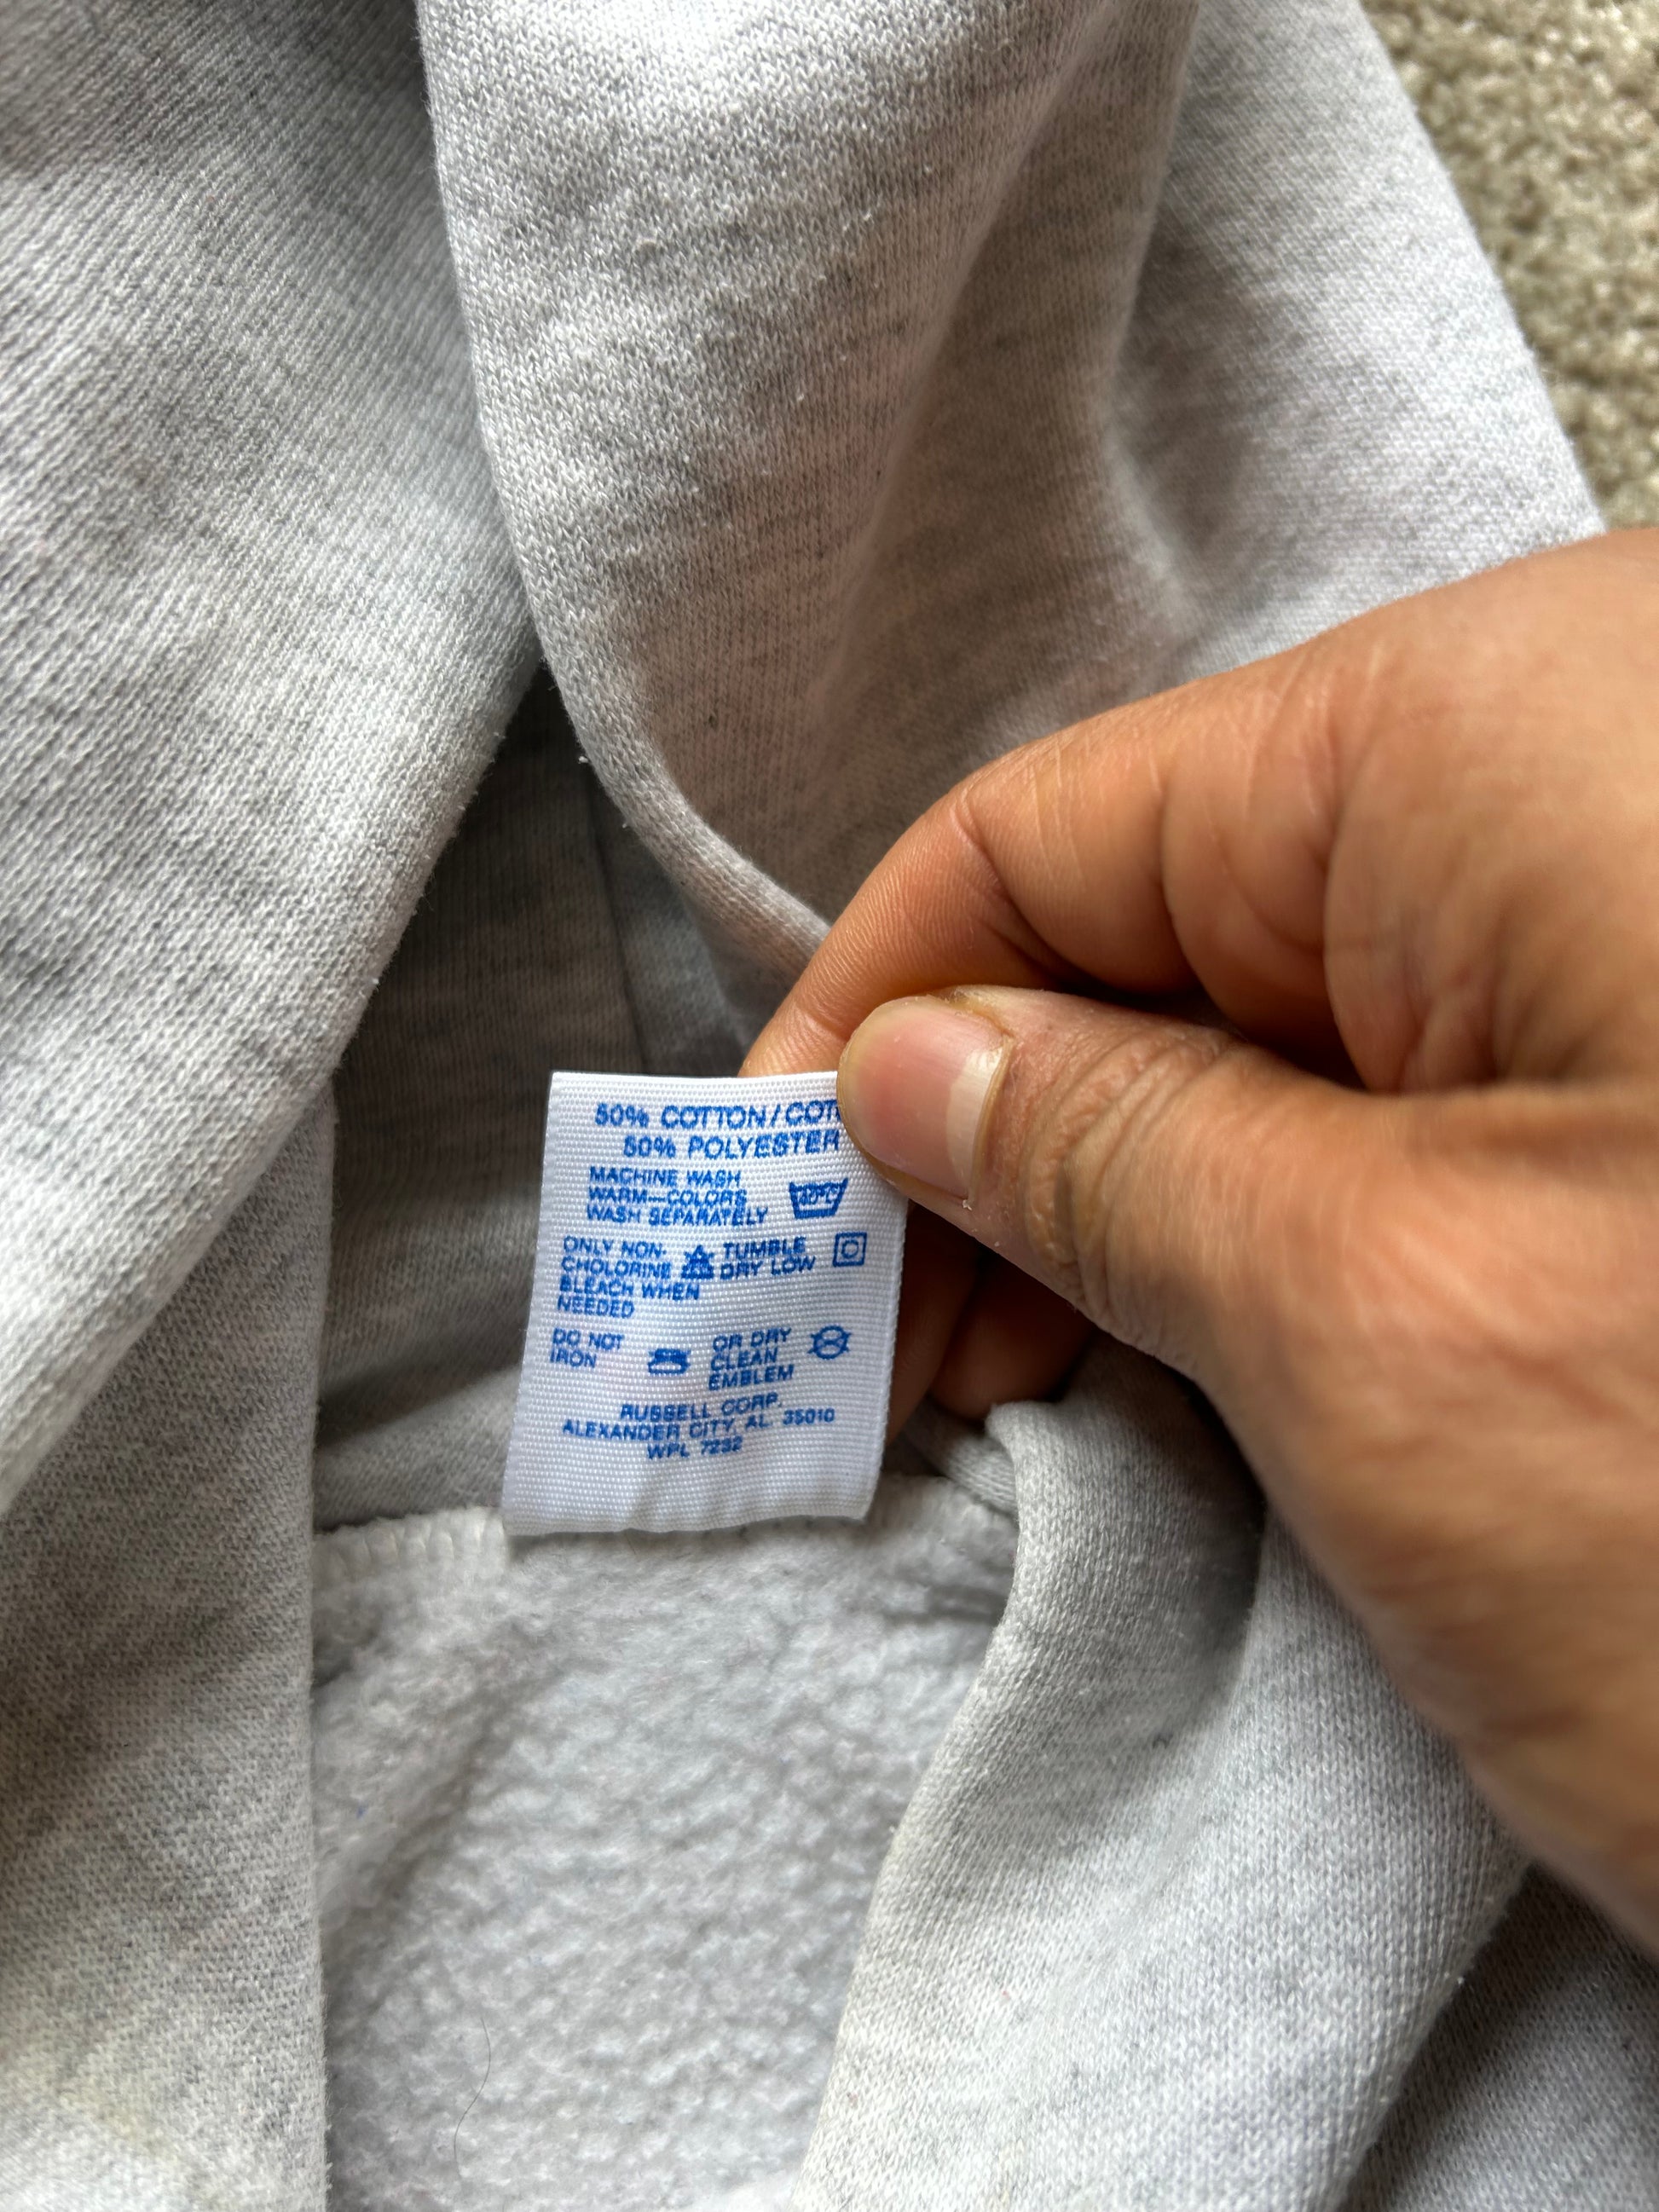 50% COTTON/COT
50% POLYESTER
MACHINE WASH
WARM—COLORS
WASH SEPARATELY
40°C
ONLY NON.
CHOLORINE
BLEACH WHEN
NEEDED
TUMBLE
DRY LOW
DO NOT
IRON
OR DRY
CLEAN
EMBLEM
RUSSELL CORP.
ALEXANDER CITY, AL. 35010
WPL 7232